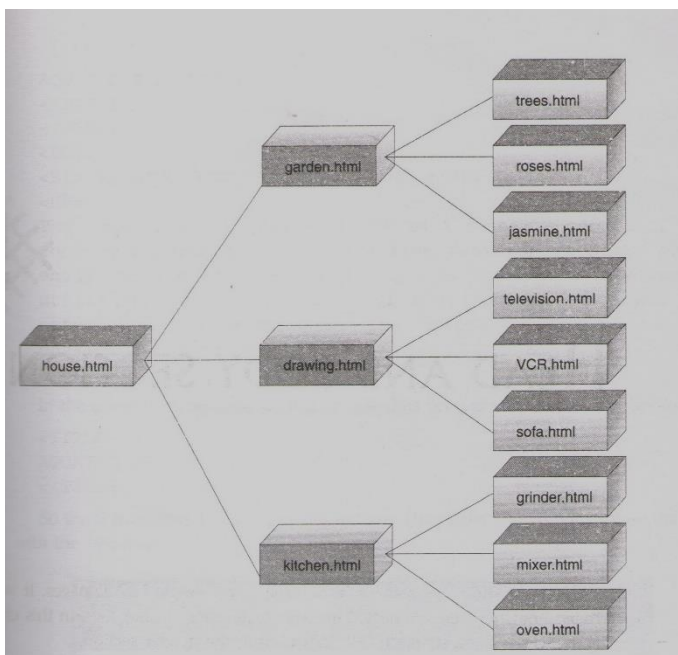 trees.html
garden.html
roses.html
jasmine.html
television.html
house.html
drawing.html
VCR.html
sofa.html
grinder.html
kitchen.html
mixer.html
oven.html